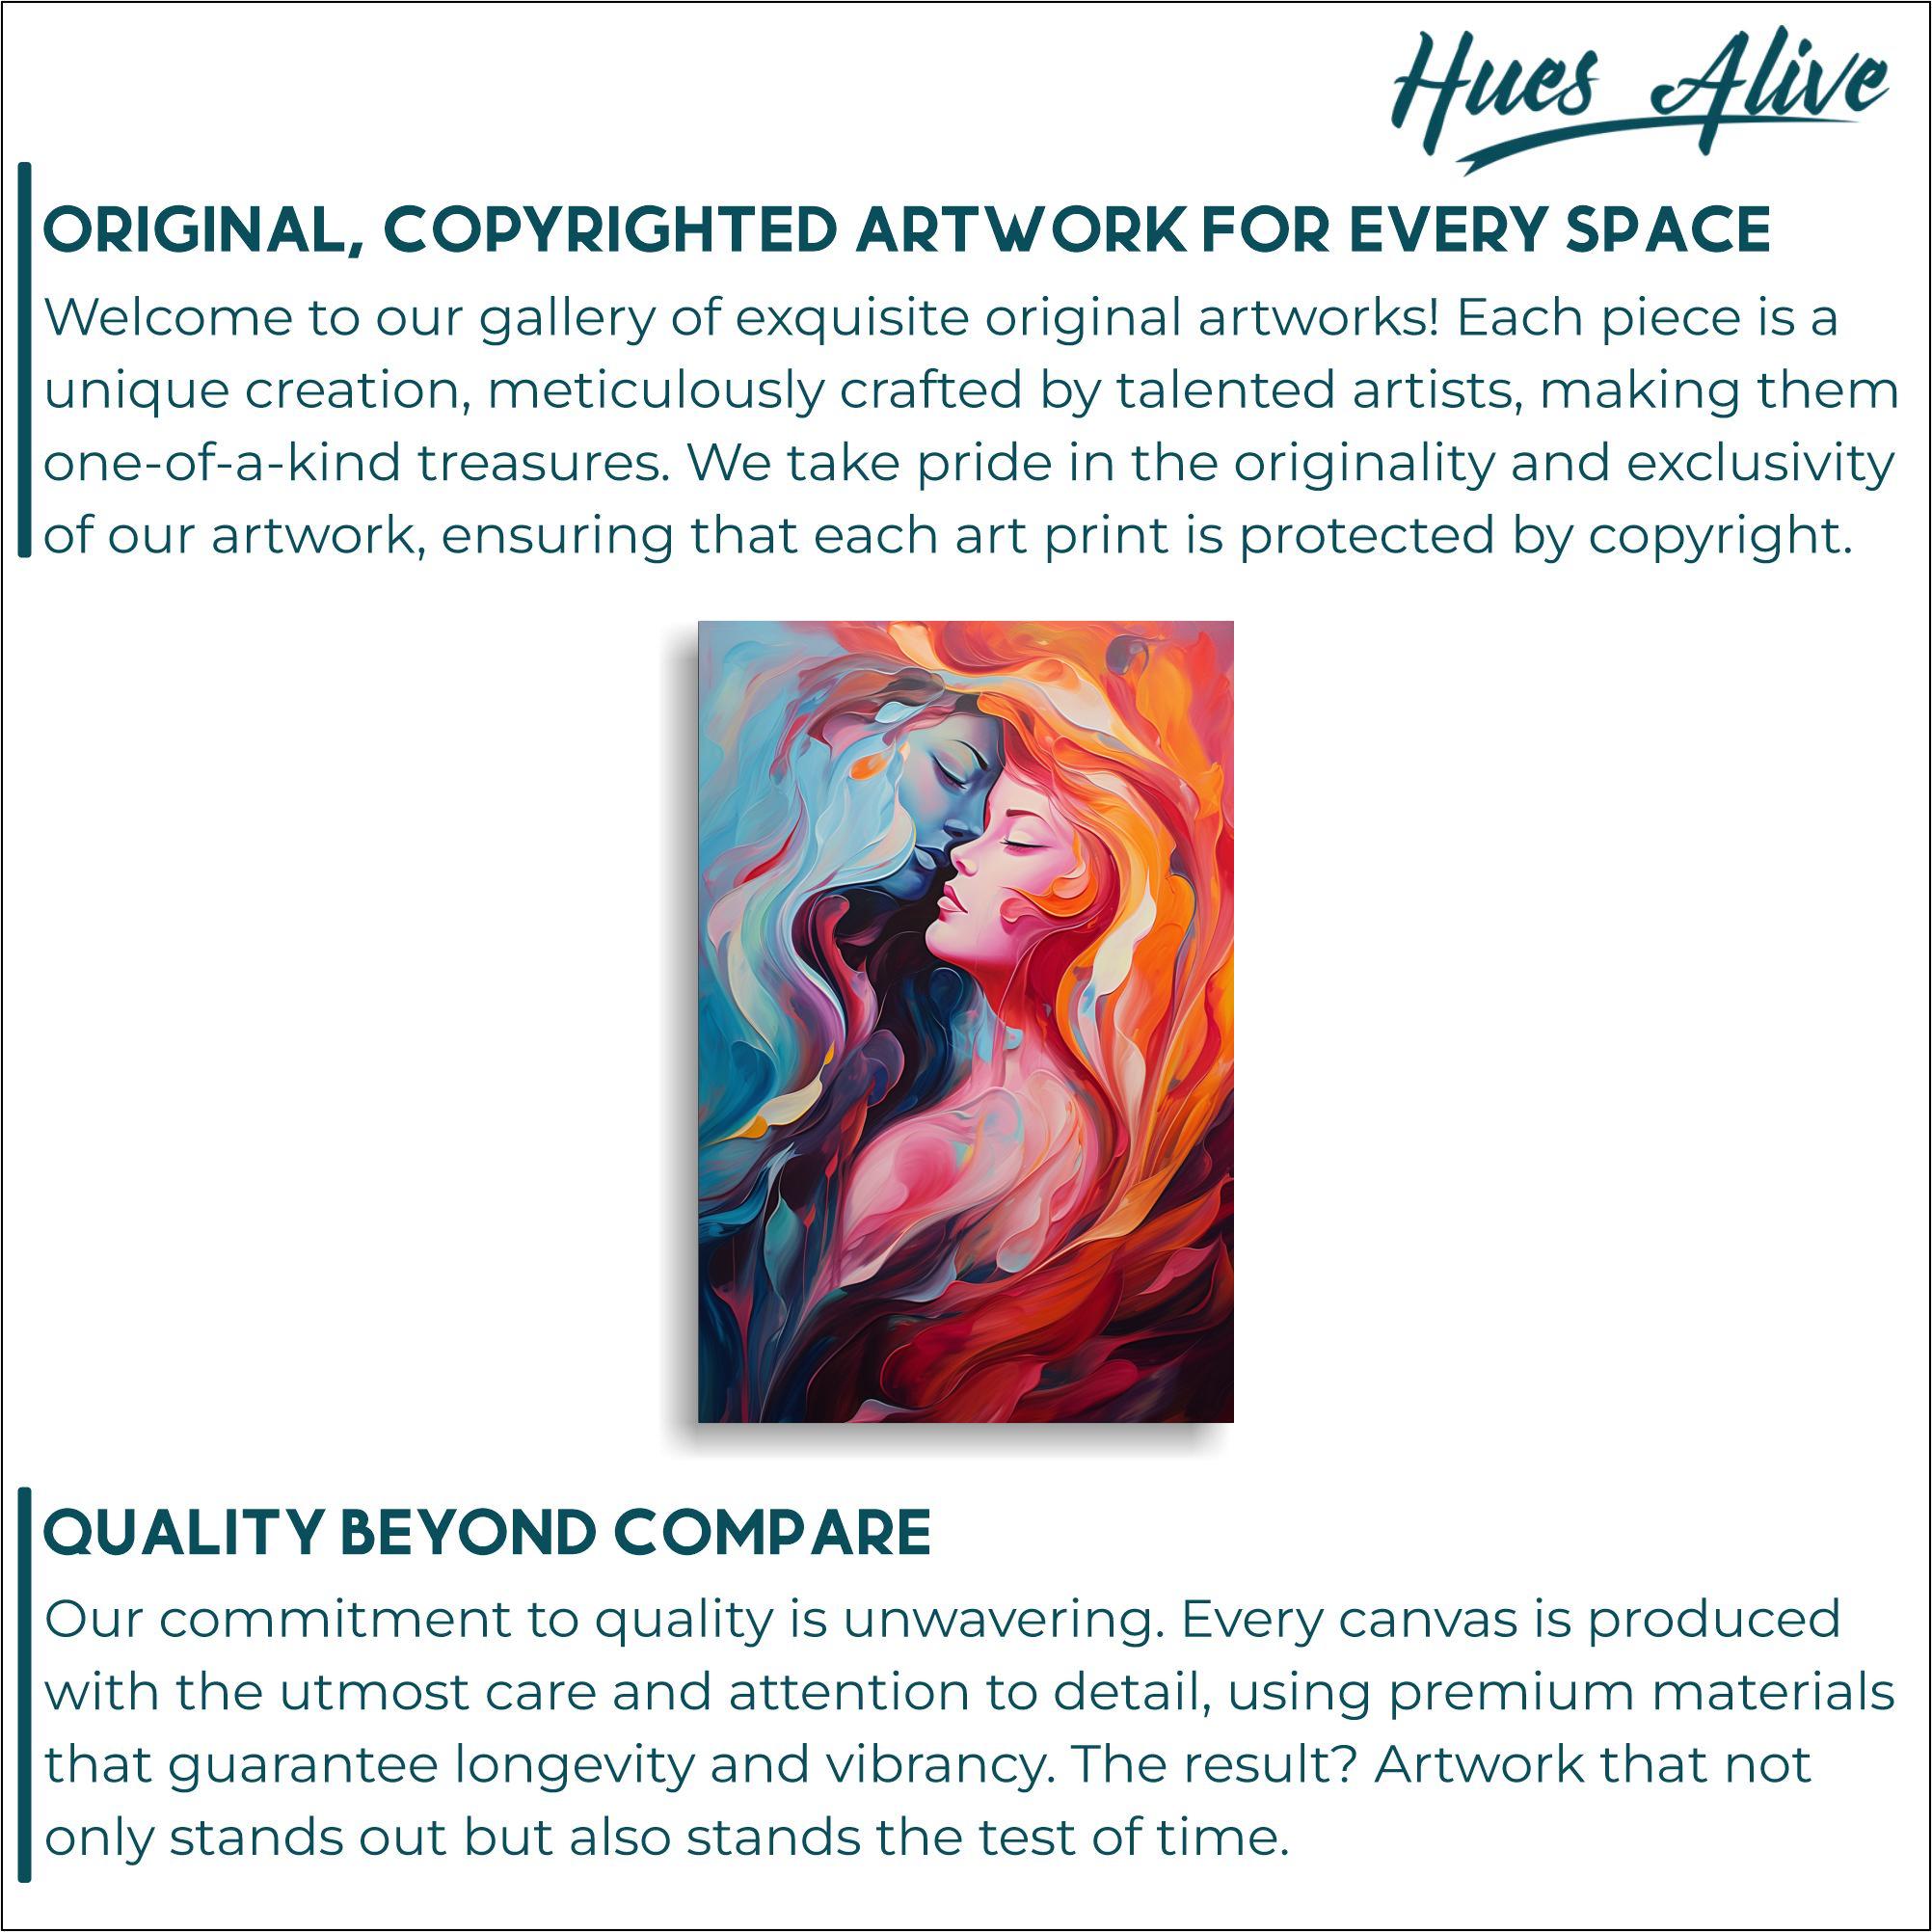 Hues Alive
ORIGINAL, COPYRIGHTED ARTWORK FOR EVERY SPACE
Welcome to our gallery of exquisite original artworks! Each piece is a
unique creation, meticulously crafted by talented artists, making them
one-of-a-kind treasures. We take pride in the originality and exclusivity
of our artwork, ensuring that each art print is protected by copyright.
QUALITY BEYOND COMPARE
Our commitment to quality is unwavering. Every canvas is produced
with the utmost care and attention to detail, using premium materials
that guarantee longevity and vibrancy. The result? Artwork that not
only stands out but also stands the test of time.